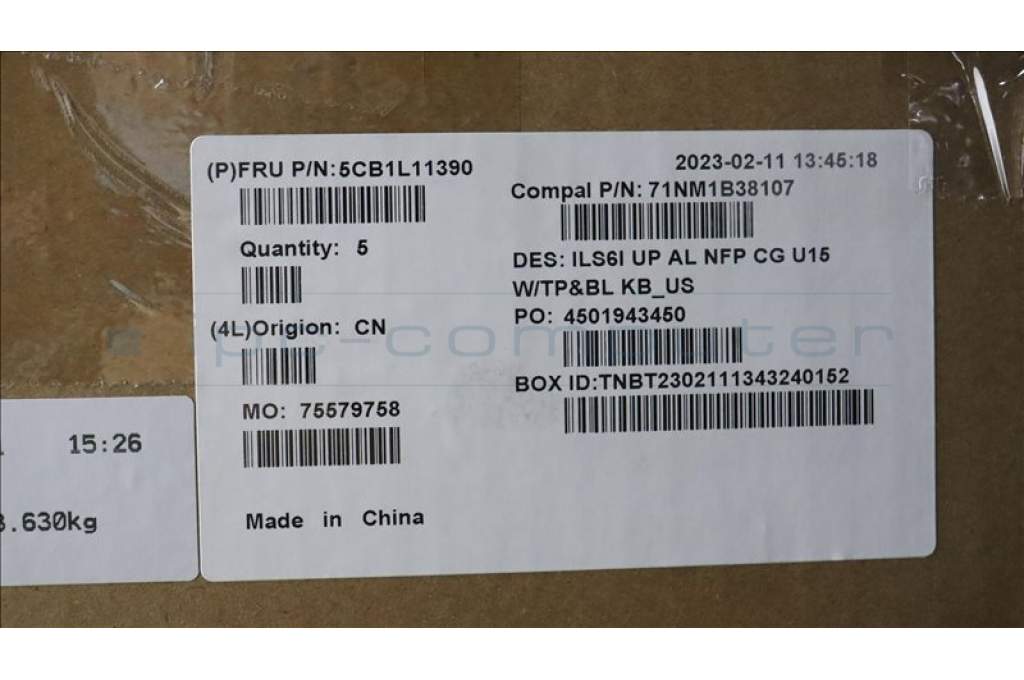 (P)FRU P/N:5CB1L11390
2023-02-11 13:45:18
Compal P/N: 71NM1B38107
Quantity: 5
DES: ILS6I UP AL NFP CG U15
W/TP&BL KB_US
(4L)Origion: CN
PO: 4501943450
pc-computer
BOX ID:TNBT2302111343240152
MO: 75579758
Made in China
15:26
.630kg